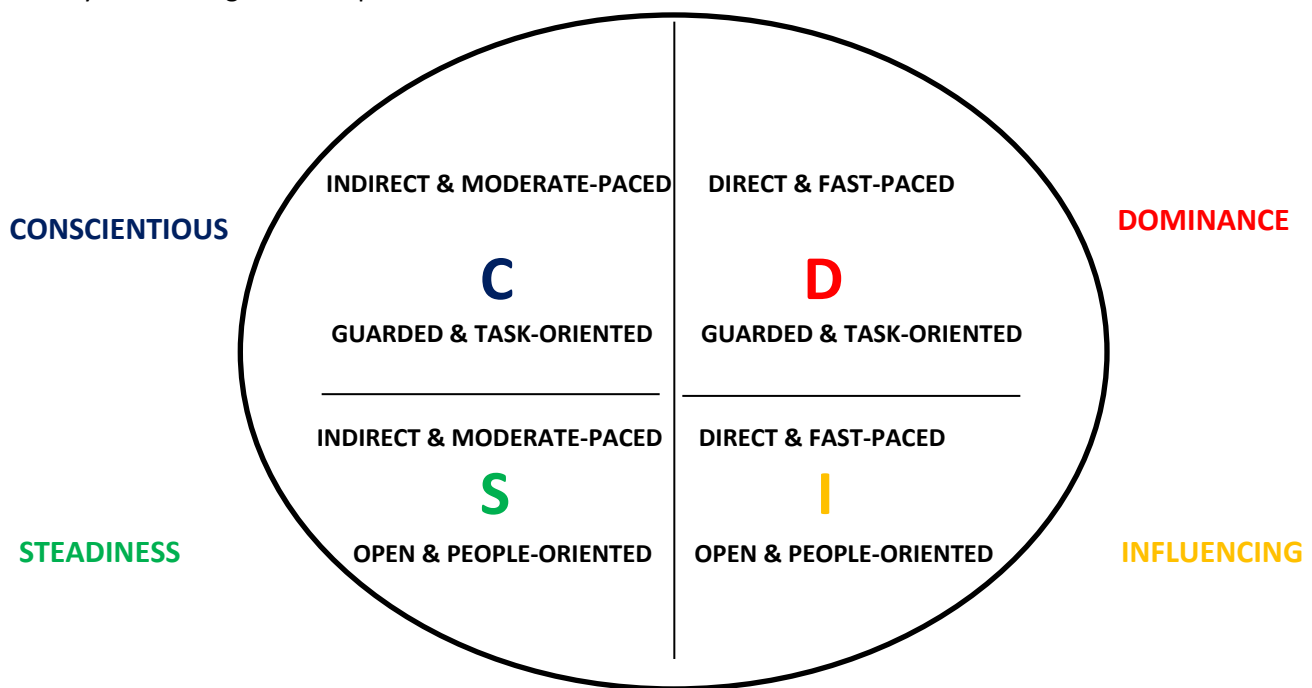 INDIRECT & MODERATE-PACED
DIRECT & FAST-PACED
CONSCIENTIOUS
DOMINANCE
C
D
GUARDED & TASK-ORIENTED
GUARDED & TASK-ORIENTED
INDIRECT & MODERATE-PACED
DIRECT & FAST-PACED
S
I
STEADINESS
OPEN & PEOPLE-ORIENTED
OPEN & PEOPLE-ORIENTED
INFLUENCING